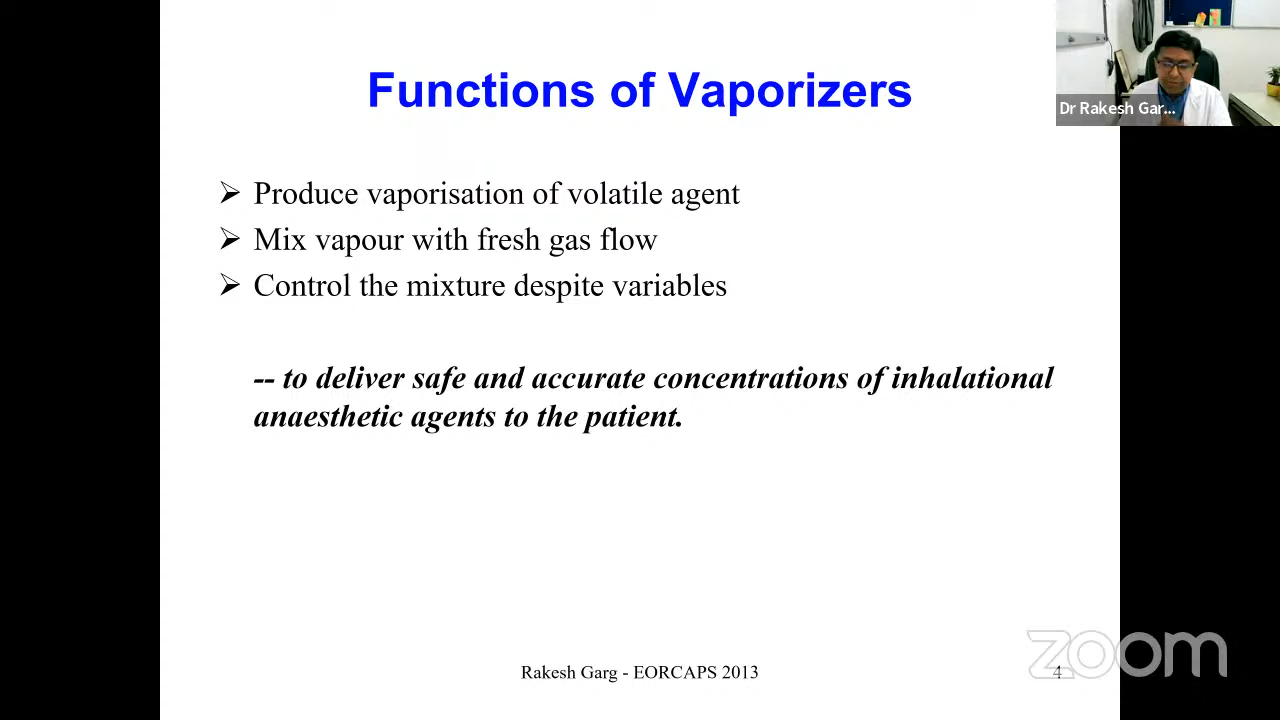 Functions of Vaporizers
Dr Rakesh Gar...
Produce vaporisation of volatile agent
Mix vapour with fresh gas flow
Control the mixture despite variables
-- to deliver safe and accurate concentrations of inhalational
anaesthetic agents to the patient.
zoom
Rakesh Garg - EORCAPS 2013
4